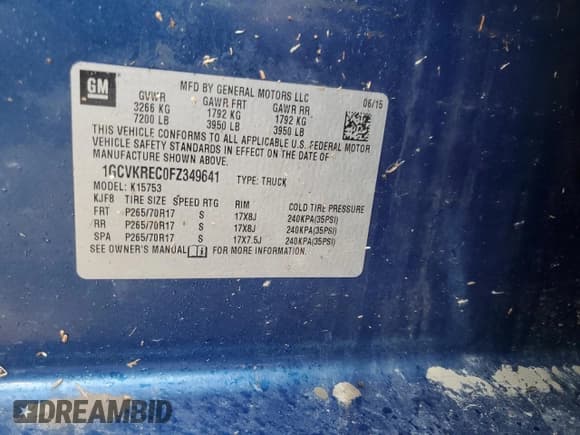 GM
MFD BY GENERAL MOTORS LLC
06/15
GVWR GAWR FRT GAWR RR
3266 KG 1792 KG 1792 KG
7200 LB 3950 LB 3950 LB
THIS VEHICLE CONFORMS TO ALL APPLICABLE U.S. FEDERAL MOTOR
VEHICLE SAFETY STANDARDS IN EFFECT ON THE DATE OF
MANUFACTURE SHOWN ABOVE.
1GCVKREC0FZ349641 TYPE: TRUCK
MODEL: K15753
KJF8 TIRE SIZE SPEED RTG RIM COLD TIRE PRESSURE
FRT P265/70R17 S 17X8J 240KPA(35PSI)
RR P265/70R17 S 17X8J 240KPA(35PSI)
SPA P265/70R17 S 17X7.5J 240KPA(35PSI)
SEE OWNER'S MANUAL FOR MORE INFORMATION.
DREAMBID